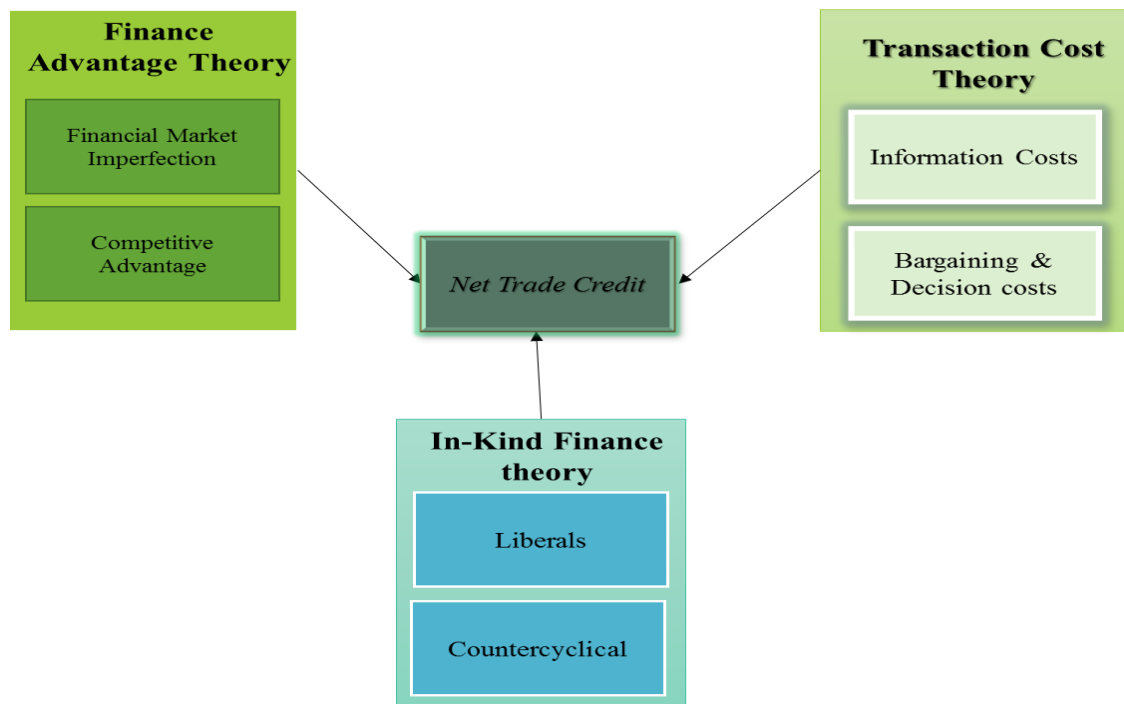 Finance
Advantage Theory
Financial Market
Imperfection
Competitive
Advantage
Transaction Cost
Theory
Information Costs
Bargaining &
Decision costs
Net Trade Credit
In-Kind Finance
theory
Liberals
Countercyclical